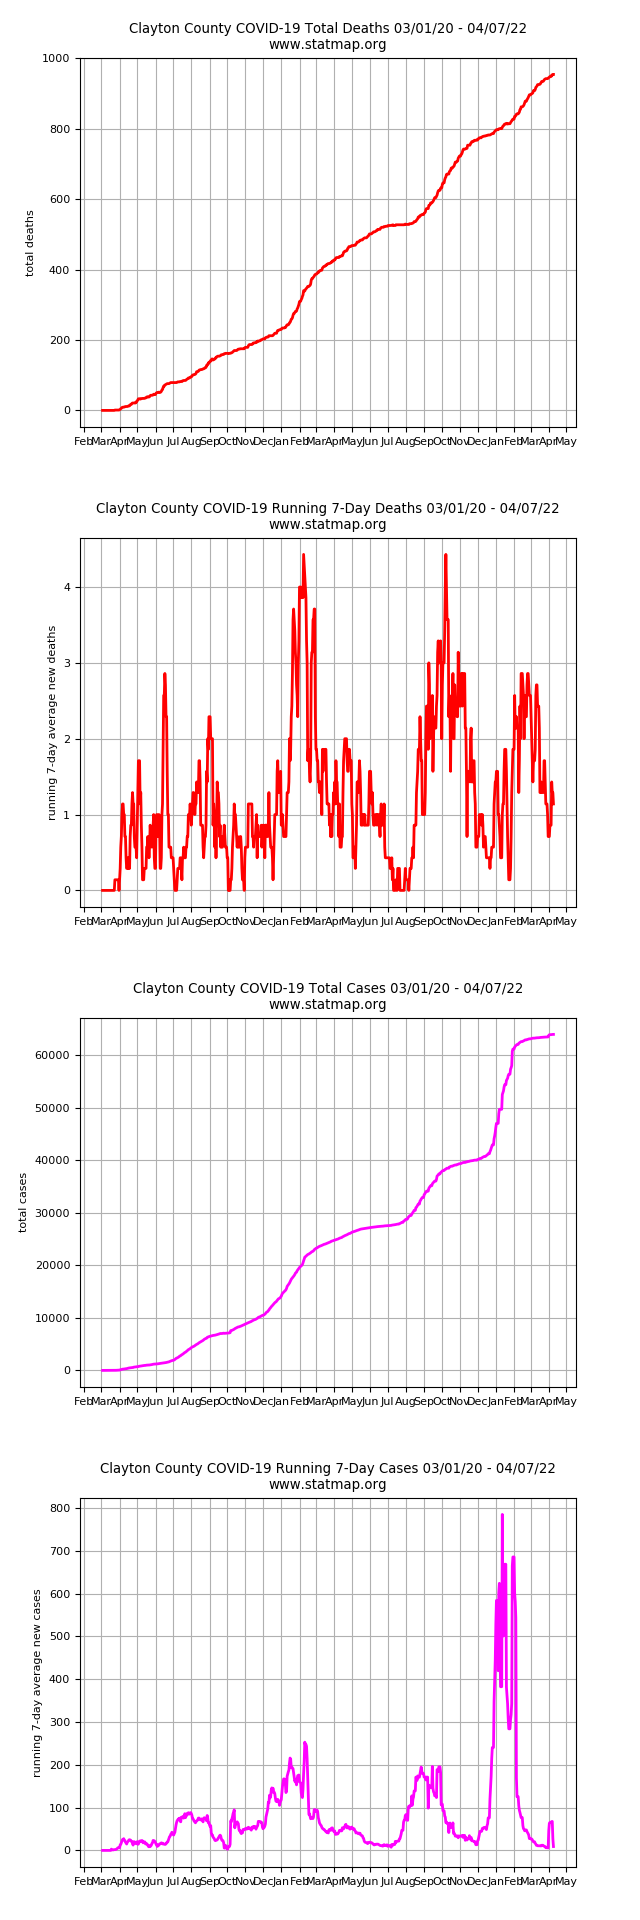 Clayton County COVID-19 Total Deaths 03/01/20 - 04/07/22
www.statmap.org
1000
800
600
400
200
0
total deaths
Feb Mar Apr May Jun Jul Aug Sep Oct Nov Dec Jan Feb Mar Apr May Jun Jul Aug Sep Oct Nov Dec Jan Feb Mar Apr May
Clayton County COVID-19 Running 7-Day Deaths 03/01/20 - 04/07/22
www.statmap.org
4
3
2
1
0
running 7-day average new deaths
Feb Mar Apr May Jun Jul Aug Sep Oct Nov Dec Jan Feb Mar Apr May Jun Jul Aug Sep Oct Nov Dec Jan Feb Mar Apr May
Clayton County COVID-19 Total Cases 03/01/20 - 04/07/22
www.statmap.org
60000
50000
40000
30000
20000
10000
0
total cases
Feb Mar Apr May Jun Jul Aug Sep Oct Nov Dec Jan Feb Mar Apr May Jun Jul Aug Sep Oct Nov Dec Jan Feb Mar Apr May
Clayton County COVID-19 Running 7-Day Cases 03/01/20 - 04/07/22
www.statmap.org
800
700
600
500
400
300
200
100
0
running 7-day average new cases
Feb Mar Apr May Jun Jul Aug Sep Oct Nov Dec Jan Feb Mar Apr May Jun Jul Aug Sep Oct Nov Dec Jan Feb Mar Apr May